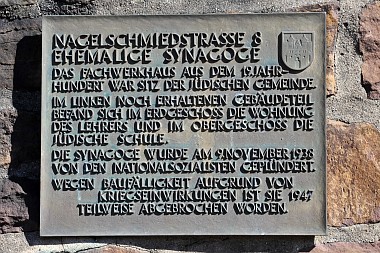 NAGELSCHMIEDSTRASSE 8
EHEMALIGE SYNAGOGE
DAS FACHWERKHAUS AUS DEM 19.JAHR-
HUNDERT WAR SITZ DER JÜDISCHEN GEMEINDE.
IM LINKEN NOCH ERHALTENEN GEBÄUDETEIL
BEFAND SICH IM ERDGESCHOSS DIE WOHNUNG
DES LEHRERS UND IM OBERGESCHOSS DIE
JÜDISCHE SCHULE.
DIE SYNAGOGE WURDE AM 9.NOVEMBER 1938
VON DEN NATIONALSOZIALISTEN GEPLÜNDERT.
WEGEN BAUFÄLLIGKEIT AUFGRUND VON
KRIEGSEINWIRKUNGEN IST SIE 1947
TEILWEISE ABGEBROCHEN WORDEN.